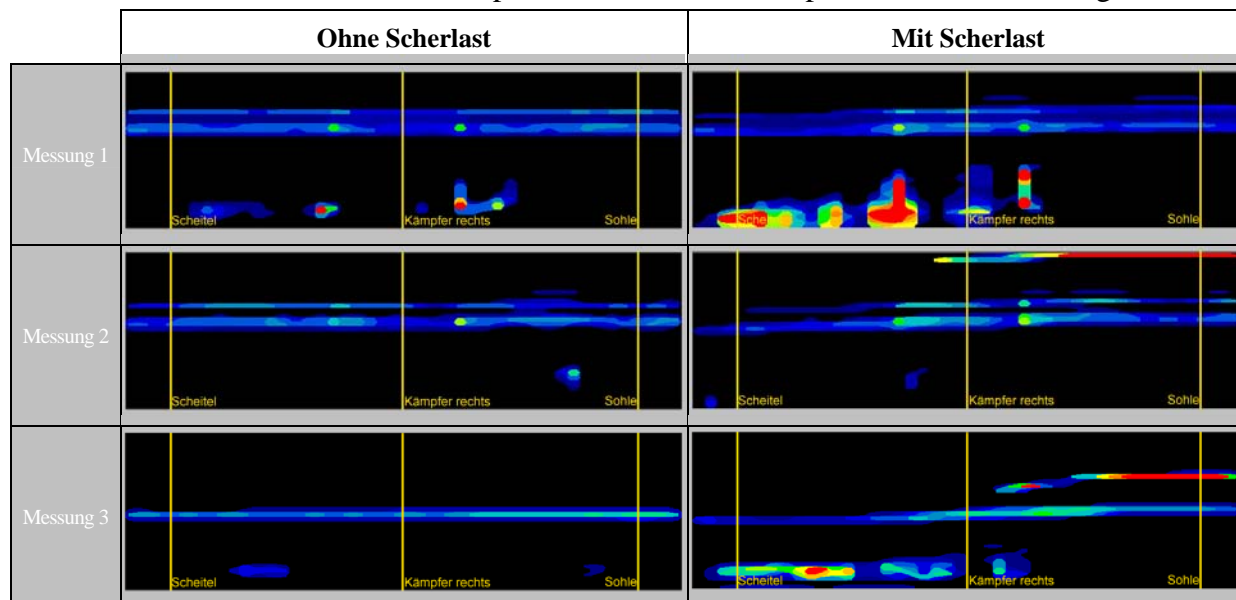 Ohne Scherlast
Mit Scherlast
Messung 1
Scheitel
Kämpfer rechts
Sohle
Kämpfer rechts
Sohle
Messung 2
Scheitel
Kämpfer rechts
Sohle
Scheitel
Kämpfer rechts
Sohle
Messung 3
Scheitel
Kämpfer rechts
Sohle
Scheitel
Kämpfer rechts
Sohle